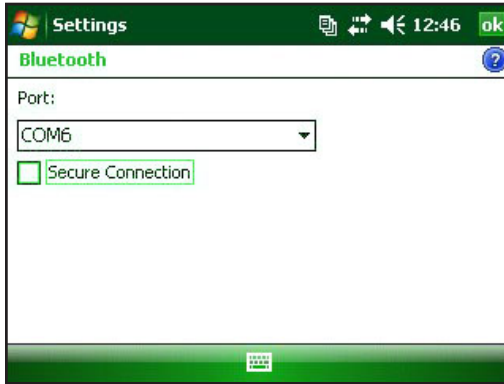 Settings 12:46 ok
Bluetooth ?
Port:
COM6
Secure Connection